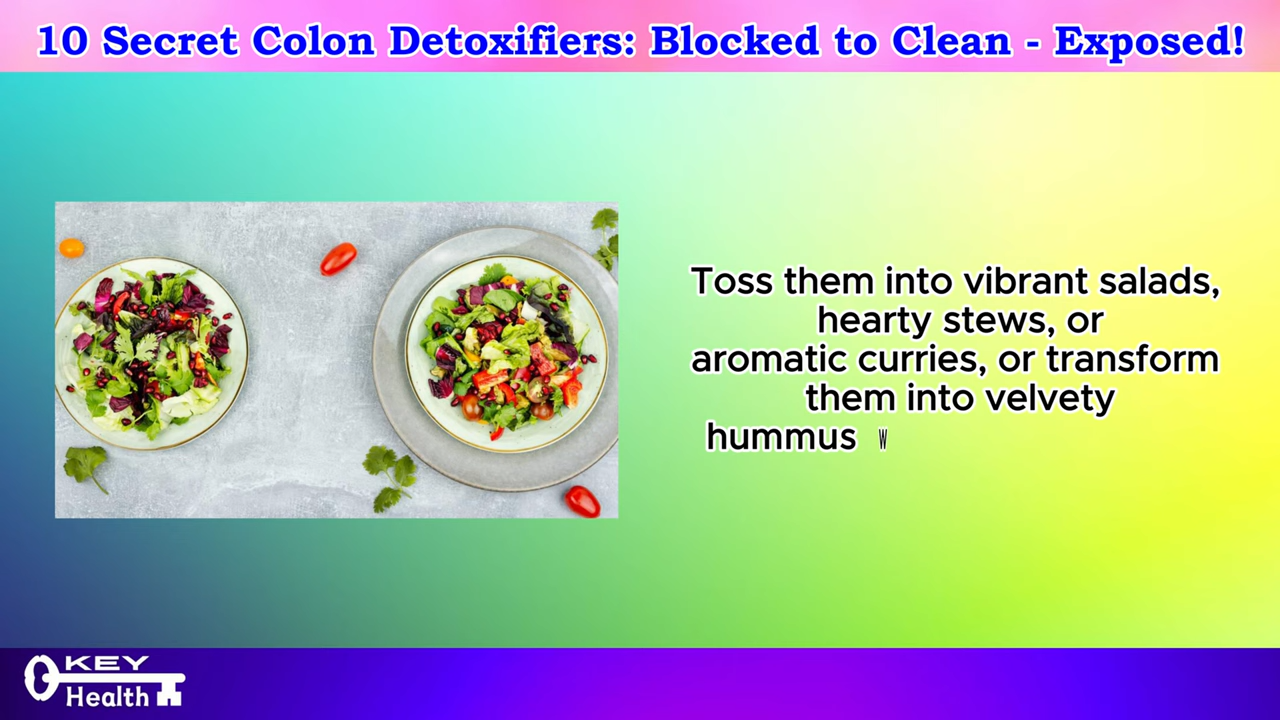 10 Secret Colon Detoxifiers: Blocked to Clean - Exposed!
Toss them into vibrant salads,
hearty stews, or
aromatic curries, or transform
them into velvety
hummus w
KEY
Health